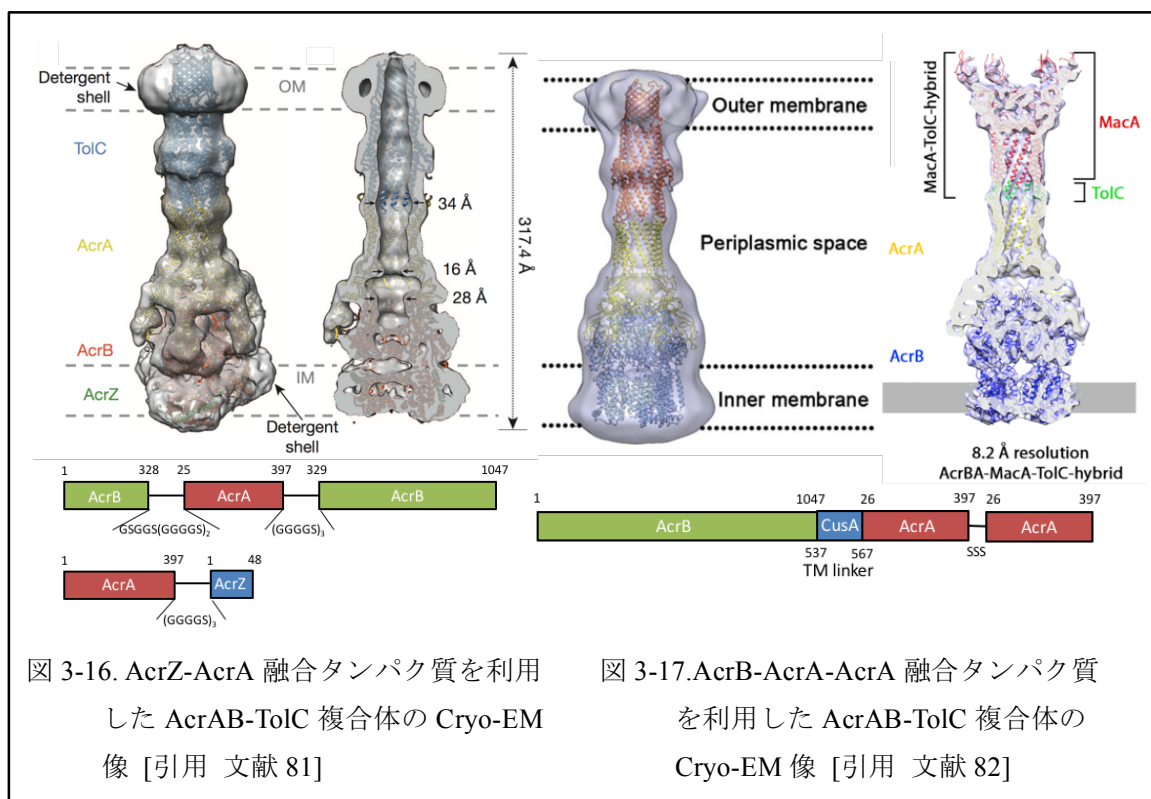 Detergent
shell
OM
TolC
34 Å
AcrA
16 Å
28 Å
AcrB
IM
AcrZ
Detergent
shell
317.4 Å
Outer membrane
Periplasmic space
Inner membrane
MacA-TolC-hybrid
MacA
TolC
AcrA
AcrB
8.2 Å resolution
AcrBA-MacA-TolC-hybrid
1 328 25 397 329 1047
AcrB AcrA AcrB
GSGGS(GGGGS)2 (GGGGS)3
1 397 1 48
AcrA AcrZ
(GGGGS)3
1 1047 26 397 26 397
AcrB CusA AcrA AcrA
537 567 SSS
TM linker
図 3-16. AcrZ-AcrA 融合タンパク質を利用
した AcrAB-TolC 複合体の Cryo-EM
像 [引用 文献 81]
図 3-17.AcrB-AcrA-AcrA 融合タンパク質
を利用した AcrAB-TolC 複合体の
Cryo-EM 像 [引用 文献 82]